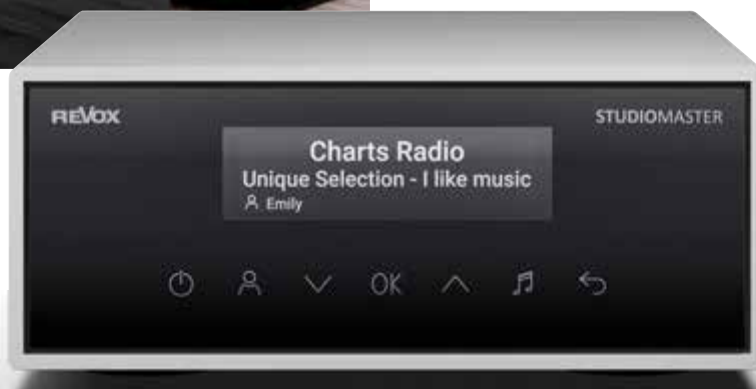 REVOX
STUDIOMASTER
Charts Radio
Unique Selection - I like music
Emily
OK